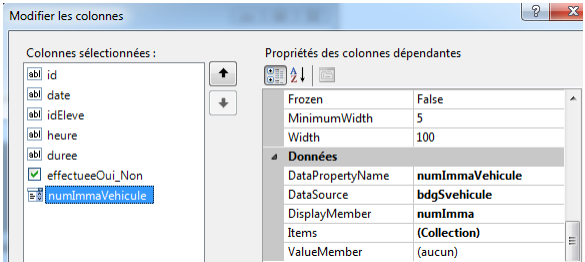 Modifier les colonnes
Colonnes sélectionnées :
abl id
abl date
abl idEleve
abl heure
abl duree
effectueeOui_Non
numImmaVehicule
Propriétés des colonnes dépendantes
Frozen False
MinimumWidth 5
Width 100
Données
DataPropertyName numImmaVehicule
DataSource bdgSvehicule
DisplayMember numImma
Items (Collection)
ValueMember (aucun)